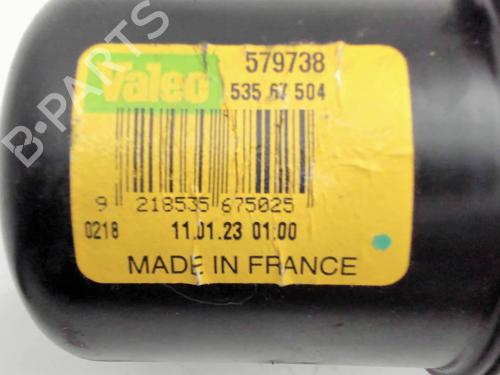 B-PARTS
Valeo
579738
535 67 504
9 218535 675025
0218 11.01.23 01:00
MADE IN FRANCE